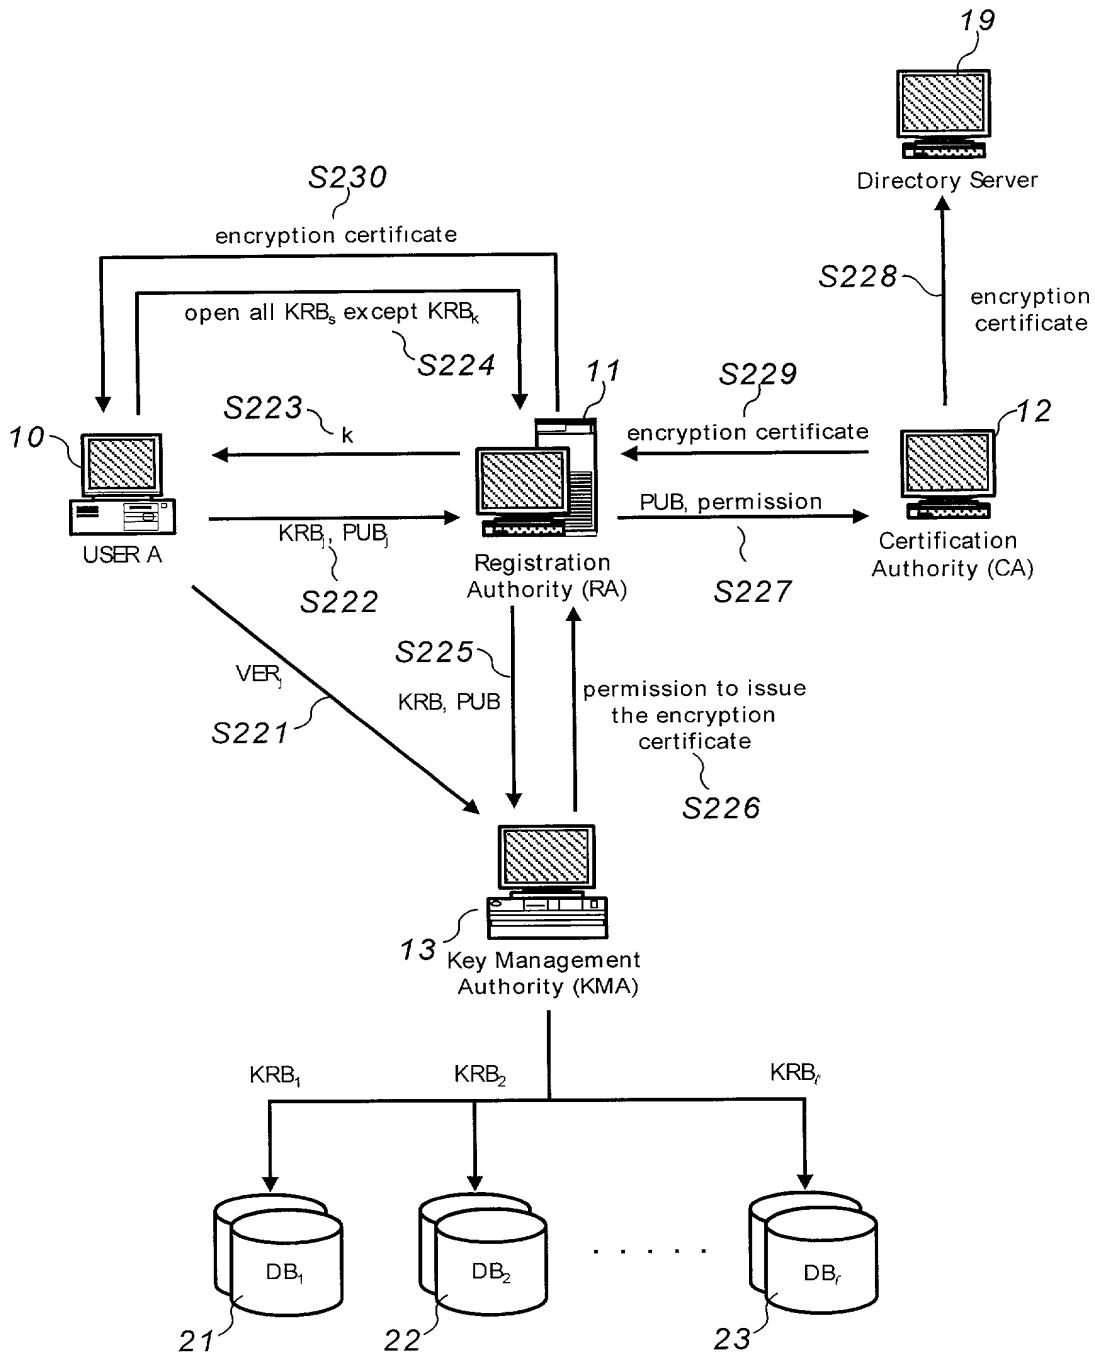 19
Directory Server
S230
encryption certificate
open all KRBs except KRBk
S224
S228
encryption
certificate
S229
11
12
S223
10
k
encryption certificate
PUB, permission
KRBj, PUBj
USER A
S222
Registration
Authority (RA)
S227
Certification
Authority (CA)
VERj
S221
S225
KRB, PUB
permission to issue
the encryption
certificate
S226
13
Key Management
Authority (KMA)
KRB1
KRB2
KRBℓ
DB1
DB2
. . . . .
DBℓ
21
22
23